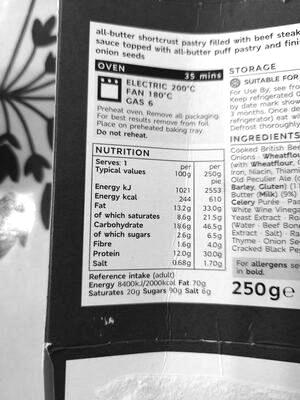 all-butter shortcrust pastry filled with beef steak
sauce topped with all-butter puff pastry and fini
onion seeds
OVEN
35 mins
ELECTRIC 200°C
FAN 180°C
GAS 6
Preheat oven. Remove all packaging.
For best results remove from foil.
Place on preheated baking tray.
Do not reheat.
NUTRITION
Serves: 1
Typical values per 100g per 250g pie
Energy kJ 1021 2553
Energy kcal 244 610
Fat 13.2g 33.0g
of which saturates 8.6g 21.5g
Carbohydrate 18.6g 46.5g
of which sugars 2.6g 6.5g
Fibre 1.6g 4.0g
Protein 12.0g 30.0g
Salt 0.68g 1.70g
Reference intake (adult)
Energy 8400kJ/2000kcal Fat 70g
Saturates 20g Sugars 90g Salt 6g
STORAGE
SUITABLE FOR
For Use By, see fro
Keep refrigerated 0
by date mark show
3 months. Once de
refrigerator) eat wi
Defrost thoroughly
INGREDIENTS
Cooked British Bee
Onions · Wheatflo
(with Wheatflour, C
Iron, Niacin, Thiami
Old Peculier Ale (c
Barley, Gluten) (1
Butter (Milk) (9%)
Celery Purée · Pa
White Wine Vinega
Yeast Extract · Ro
(Water · Beef Bone
Extract · Salt) · Ra
Thyme · Onion Se
Cracked Black Pe
For allergens se
in bold.
250g e